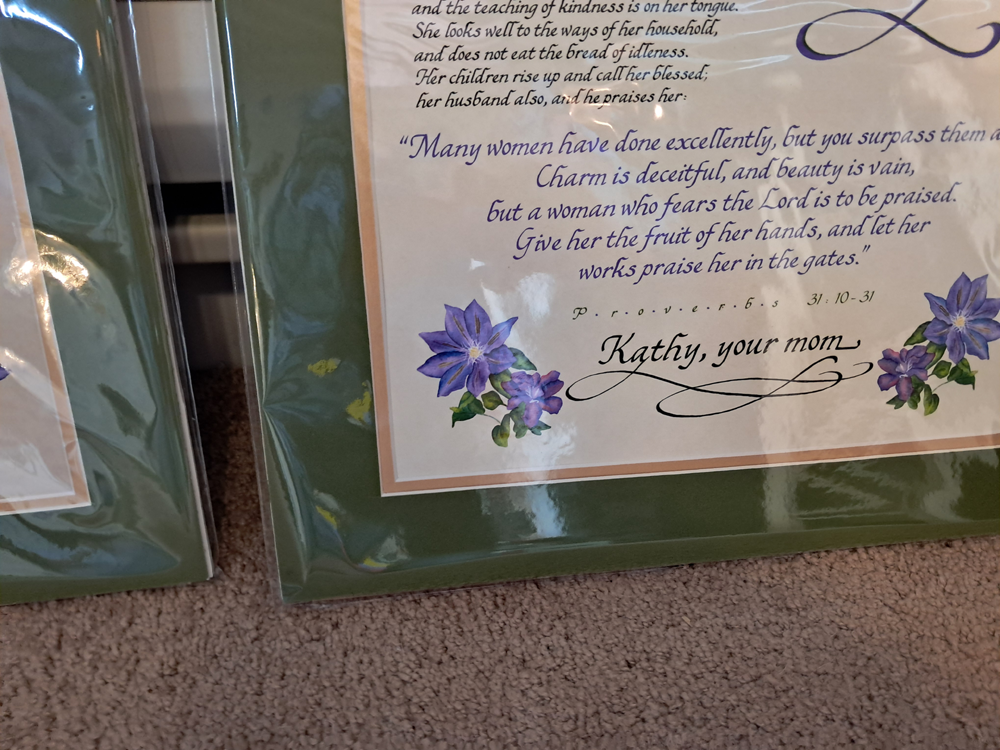 and the teaching of kindness is on her tongue.
She looks well to the ways of her household,
and does not eat the bread of idleness.
Her children rise up and call her blessed;
her husband also, and he praises her:
“Many women have done excellently, but you surpass them a
Charm is deceitful, and beauty is vain,
but a woman who fears the Lord is to be praised.
Give her the fruit of her hands, and let her
works praise her in the gates.”
P·r·o·v·e·r·b·s 31:10-31
Kathy, your mom